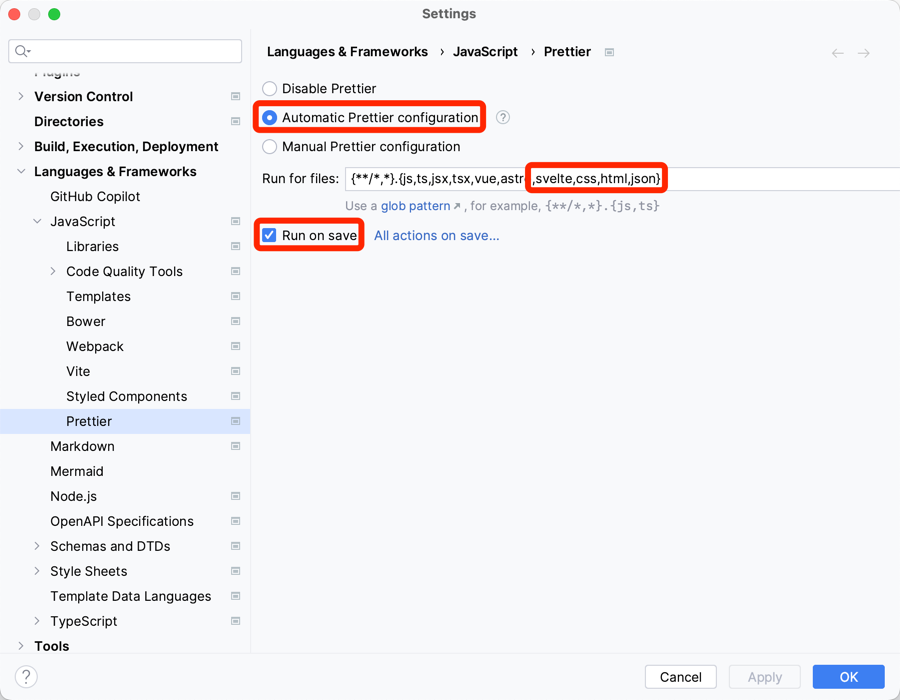 Settings
Plugins
Version Control
Directories
Build, Execution, Deployment
Languages & Frameworks
GitHub Copilot
JavaScript
Libraries
Code Quality Tools
Templates
Bower
Webpack
Vite
Styled Components
Prettier
Markdown
Mermaid
Node.js
OpenAPI Specifications
Schemas and DTDs
Style Sheets
Template Data Languages
TypeScript
Tools
Languages & Frameworks › JavaScript › Prettier
Disable Prettier
Automatic Prettier configuration ?
Manual Prettier configuration
Run for files: {**/*,*}.{js,ts,jsx,tsx,vue,astro,svelte,css,html,json}
Use a glob pattern ↗, for example, {**/*,*}.{js,ts}
Run on save All actions on save...
? Cancel Apply OK